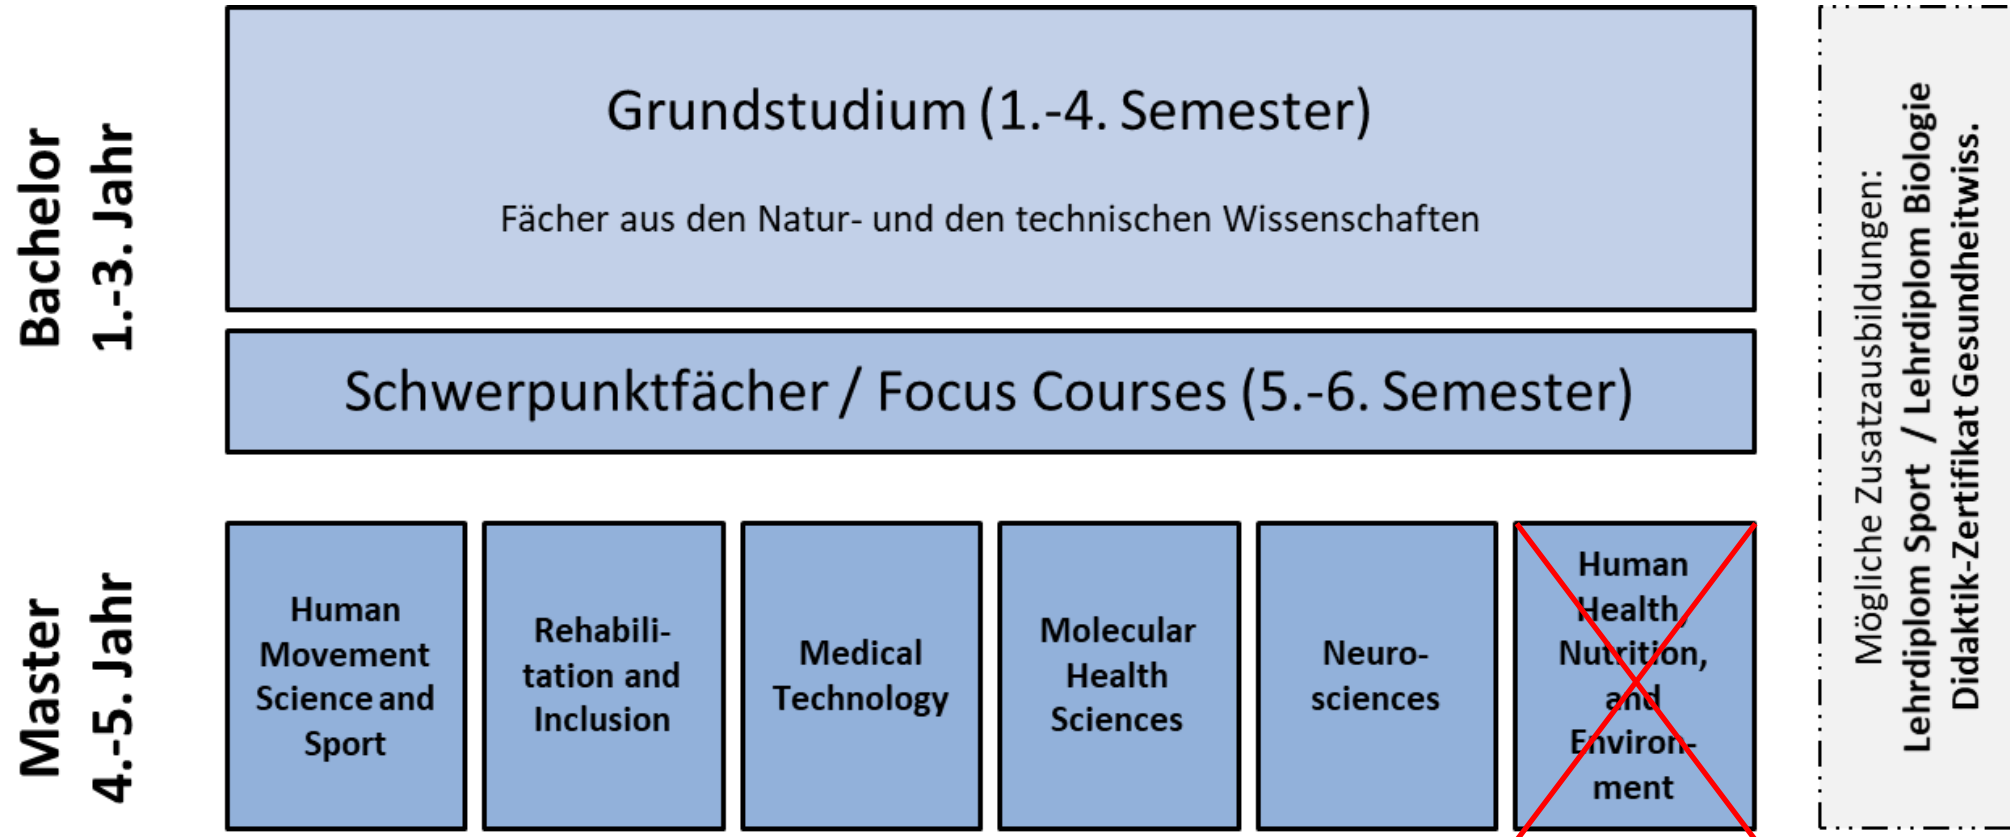 Bachelor
1.-3. Jahr
Grundstudium (1.-4. Semester)
Fächer aus den Natur- und den technischen Wissenschaften
Schwerpunktfächer / Focus Courses (5.-6. Semester)
Master
4.-5. Jahr
Human
Movement
Science and
Sport
Rehabili-
tation and
Inclusion
Medical
Technology
Molecular
Health
Sciences
Neuro-
sciences
Human
Health,
Nutrition,
and
Environ-
ment
Mögliche Zusatzausbildungen:
Lehrdiplom Sport / Lehrdiplom Biologie
Didaktik-Zertifikat Gesundheitwiss.